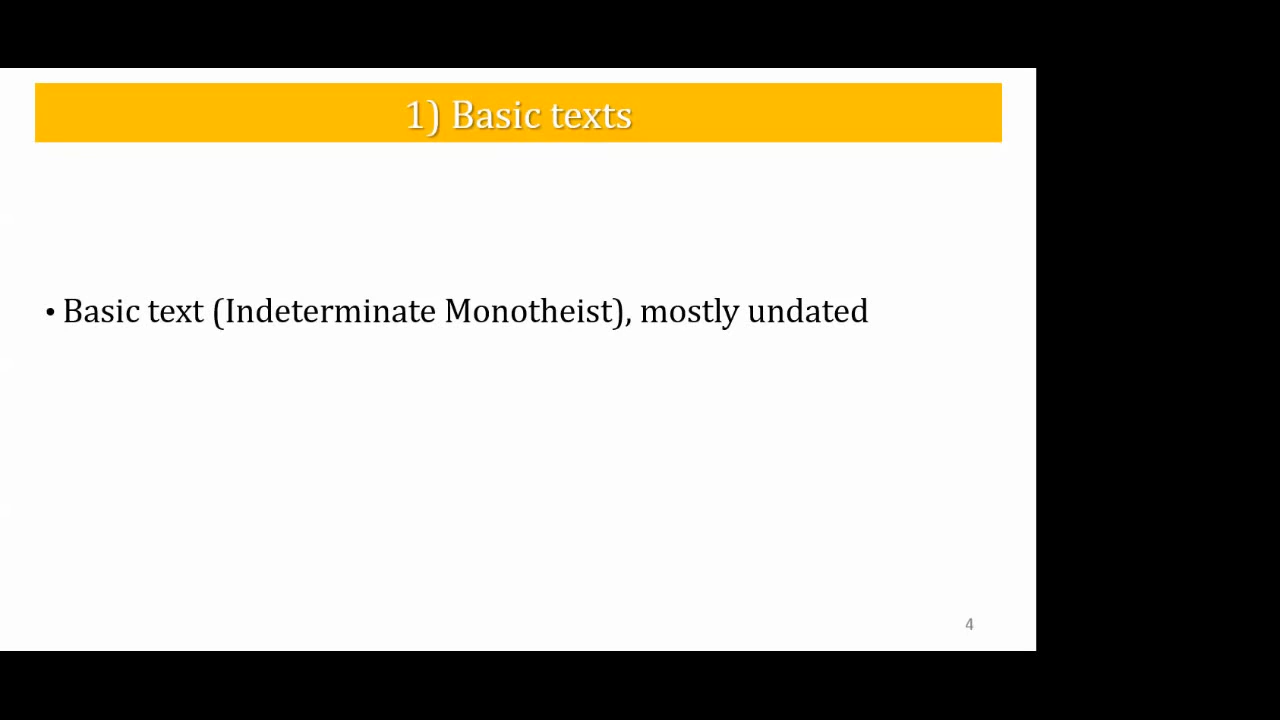 1) Basic texts
• Basic text (Indeterminate Monotheist), mostly undated
4